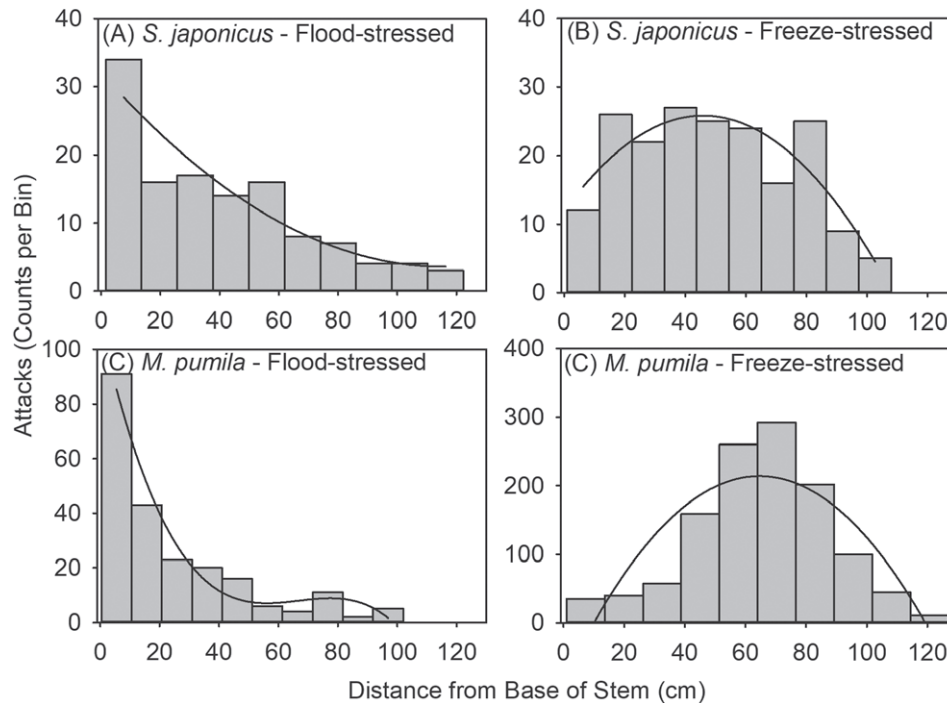 (A) S. japonicus - Flood-stressed
40
30
20
10
0
0 20 40 60 80 100 120
(B) S. japonicus - Freeze-stressed
40
30
20
10
0
0 20 40 60 80 100 120
(C) M. pumila - Flood-stressed
100
80
60
40
20
0
0 20 40 60 80 100 120
(C) M. pumila - Freeze-stressed
400
300
200
100
0
0 20 40 60 80 100 120
Attacks (Counts per Bin)
Distance from Base of Stem (cm)